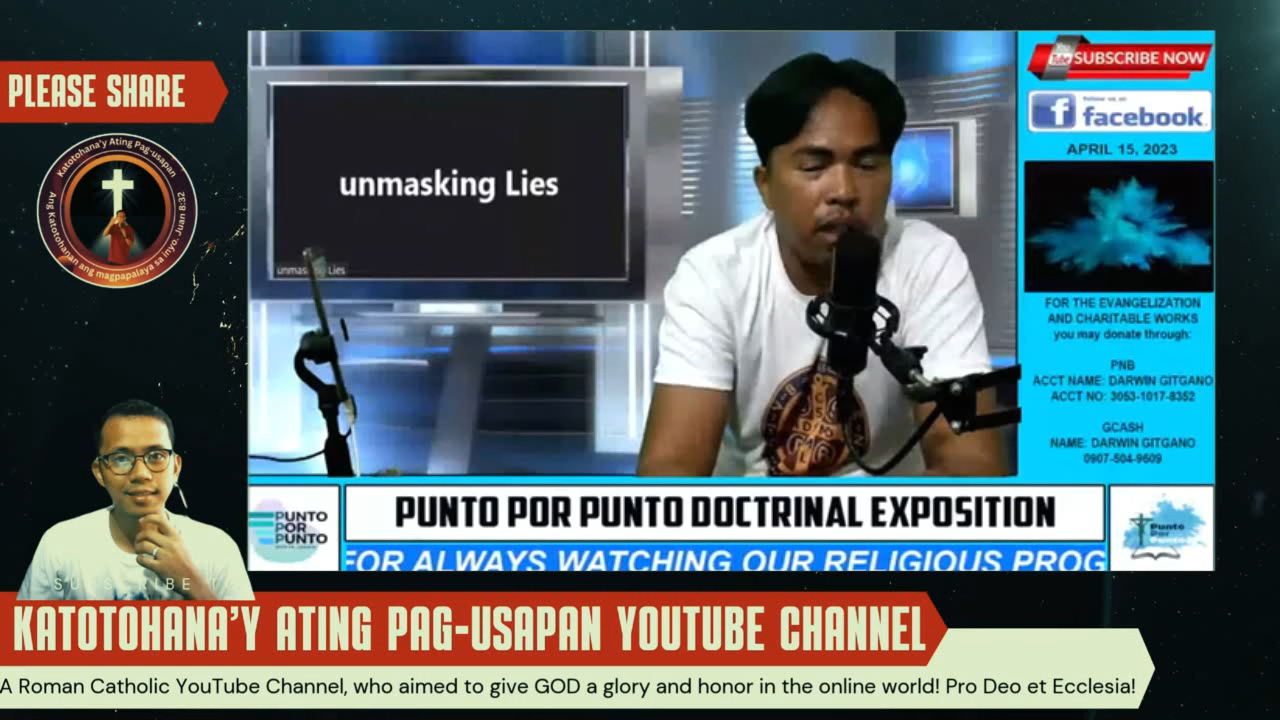 PLEASE SHARE
Katotohana'y Ating Pag-usapan
Ang Katotohanan ang magpapalaya sa inyo. Juan 8:32
unmasking Lies
unmasking Lies
You
Tube
SUBSCRIBE NOW
follow us on
facebook.
APRIL 15, 2023
FOR THE EVANGELIZATION
AND CHARITABLE WORKS
you may donate through:
PNB
ACCT NAME: DARWIN GITGANO
ACCT NO: 3053-1017-8352
GCASH
NAME: DARWIN GITGANO
0907-504-9609
PUNTO
POR
PUNTO
PUNTO POR PUNTO DOCTRINAL EXPOSITION
FOR ALWAYS WATCHING OUR RELIGIOUS PROG
Punto
Por
Punto
KATOTOHANA'Y ATING PAG-USAPAN YOUTUBE CHANNEL
A Roman Catholic YouTube Channel, who aimed to give GOD a glory and honor in the online world! Pro Deo et Ecclesia!